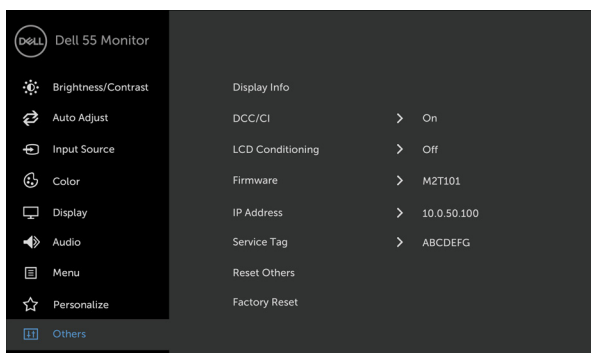 DELL Dell 55 Monitor
Brightness/Contrast
Auto Adjust
Input Source
Color
Display
Audio
Menu
Personalize
Others
Display Info
DCC/CI > On
LCD Conditioning > Off
Firmware > M2T101
IP Address > 10.0.50.100
Service Tag > ABCDEFG
Reset Others
Factory Reset